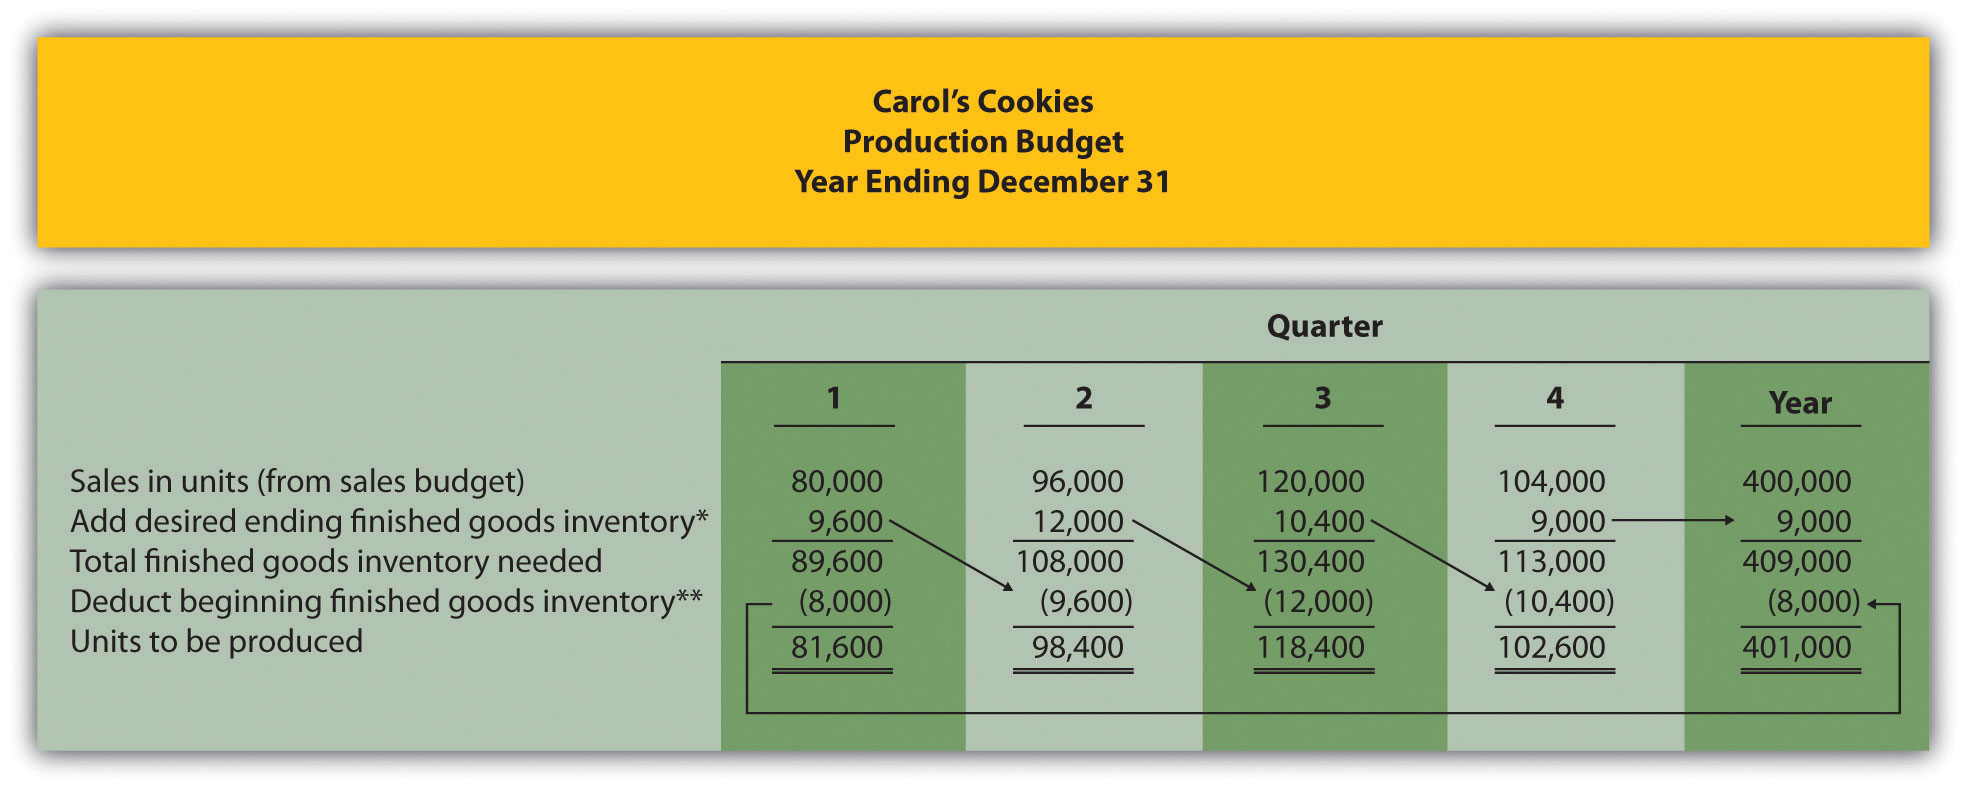 Carol’s Cookies
Production Budget
Year Ending December 31
Quarter
1 2 3 4 Year
Sales in units (from sales budget) 80,000 96,000 120,000 104,000 400,000
Add desired ending finished goods inventory* 9,600 12,000 10,400 9,000 9,000
Total finished goods inventory needed 89,600 108,000 130,400 113,000 409,000
Deduct beginning finished goods inventory** (8,000) (9,600) (12,000) (10,400) (8,000)
Units to be produced 81,600 98,400 118,400 102,600 401,000